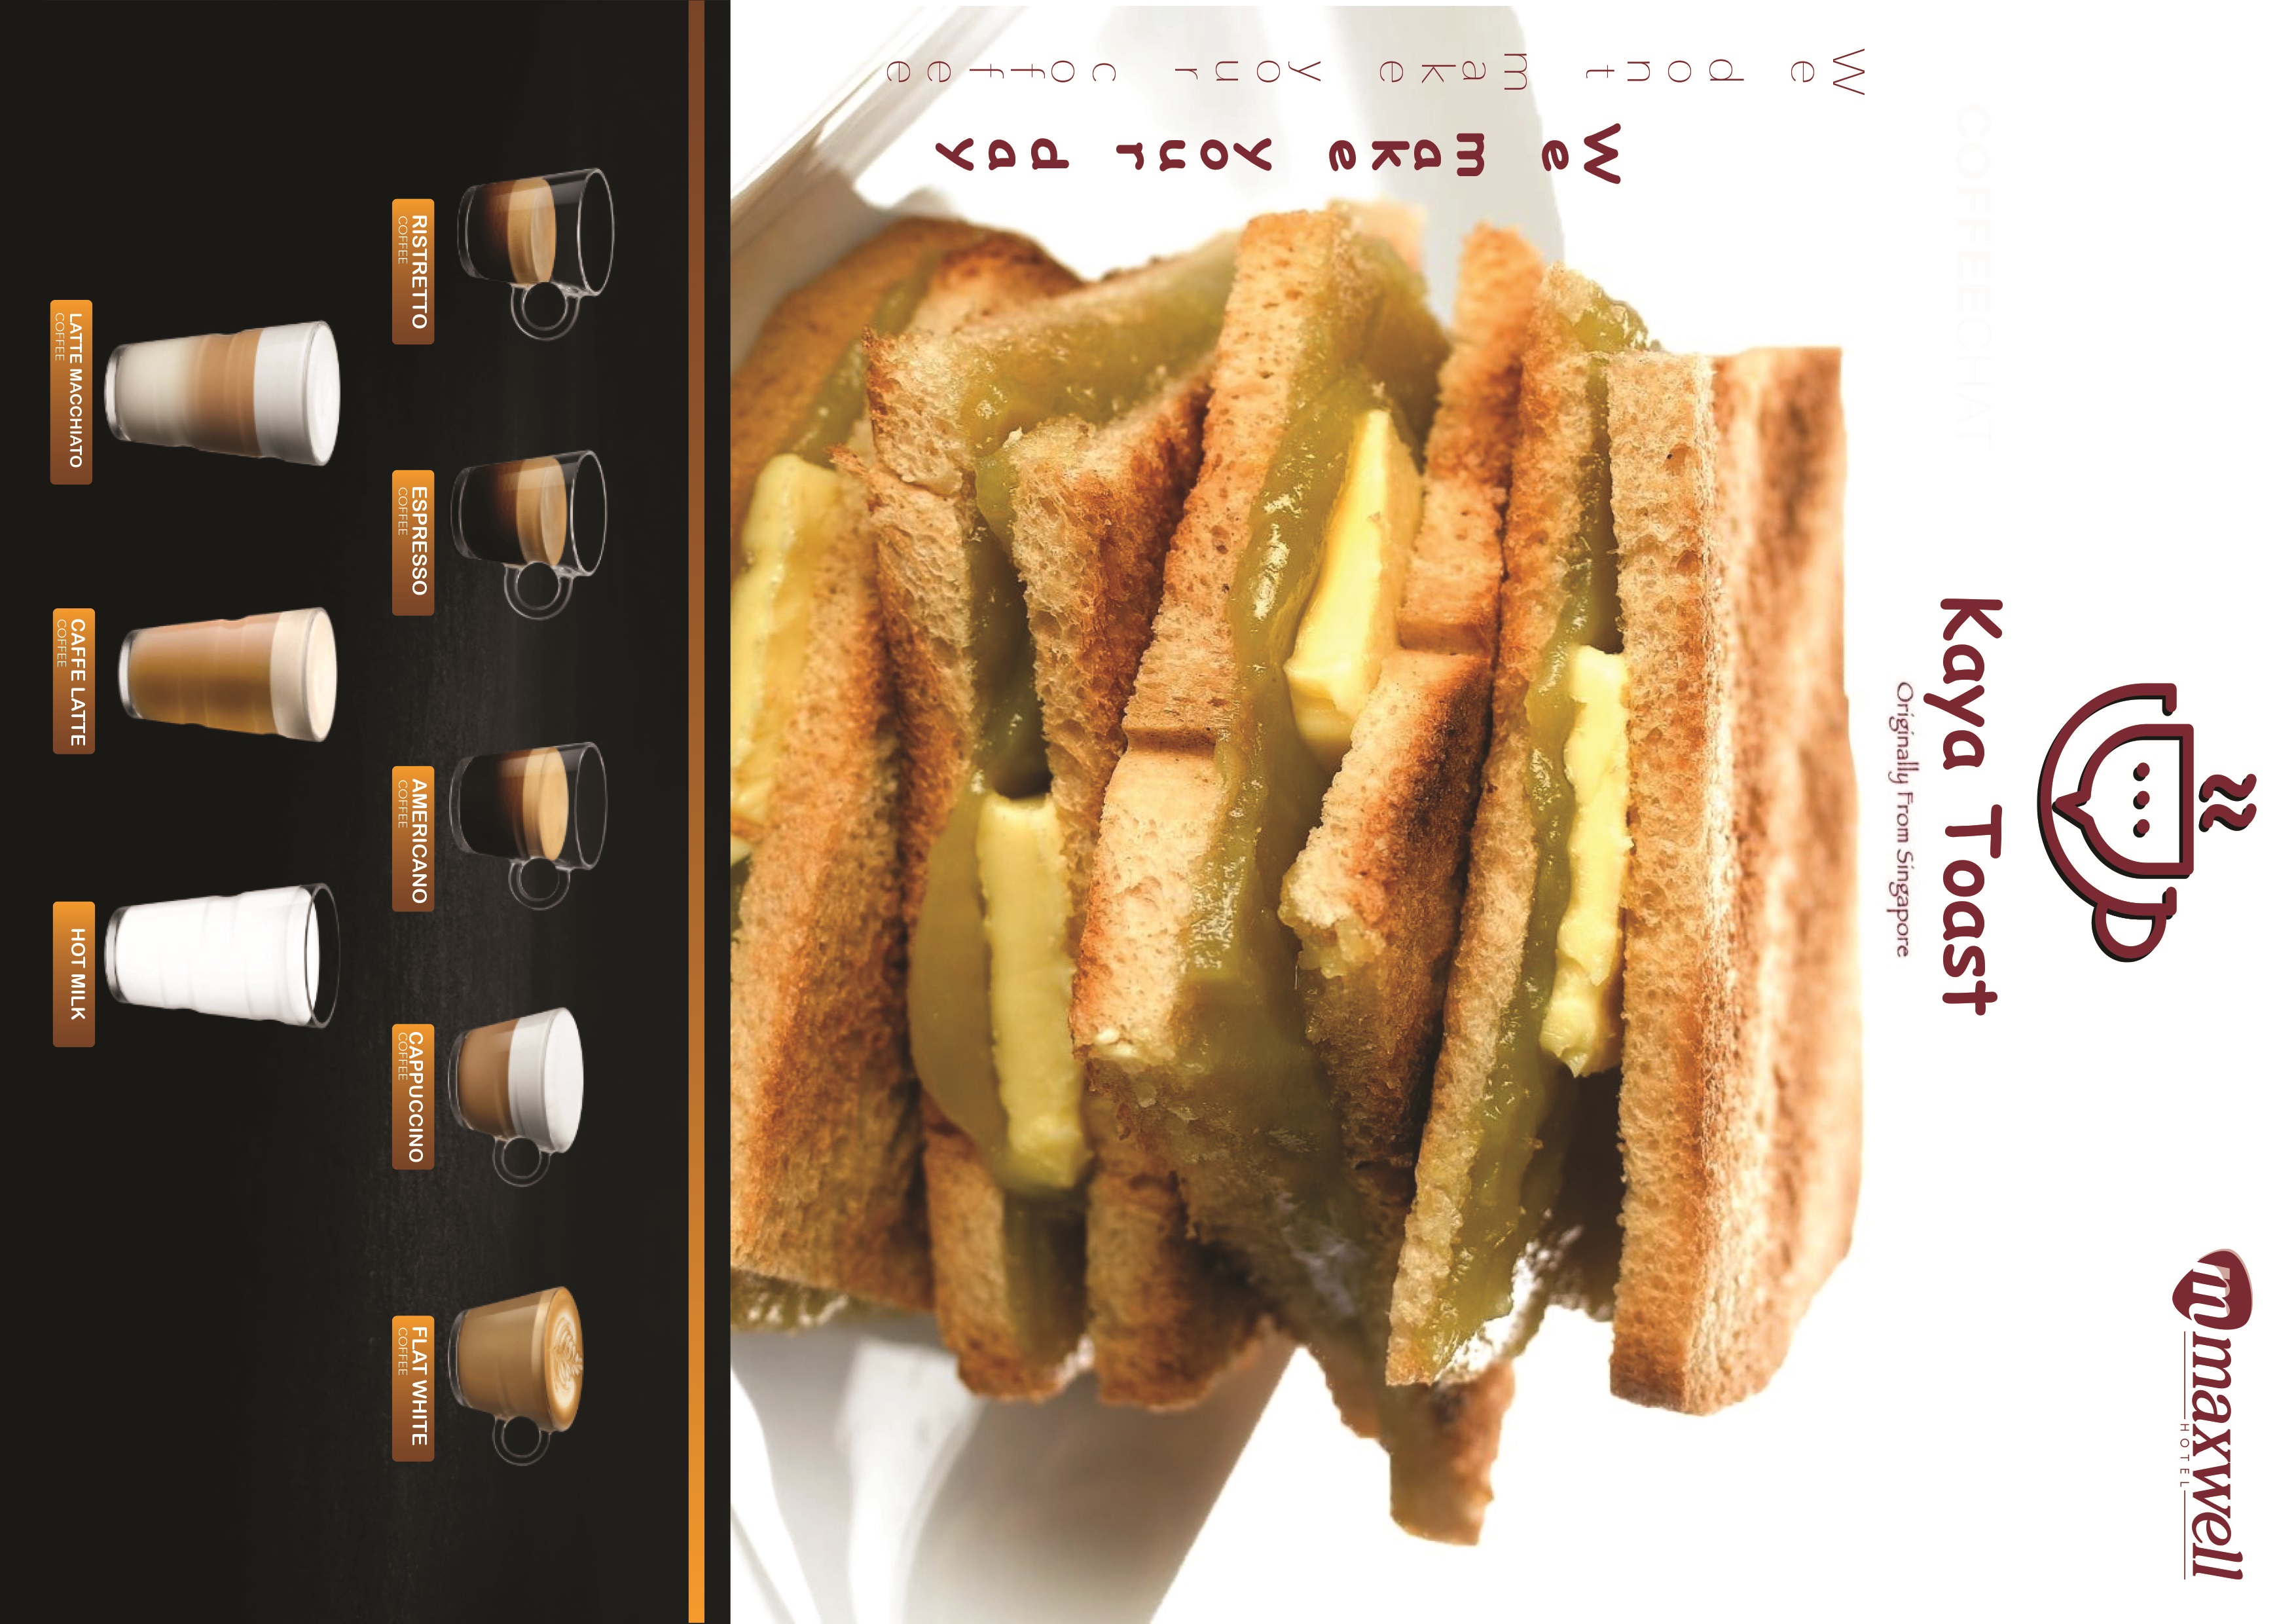 mmaxwell
HOTEL
COFFEECHAT
Kaya Toast
Originally From Singapore
We dont make your coffee
We make your day
RISTRETTO
COFFEE
ESPRESSO
COFFEE
AMERICANO
COFFEE
CAPPUCCINO
COFFEE
FLAT WHITE
COFFEE
LATTE MACCHIATO
COFFEE
CAFFE LATTE
COFFEE
HOT MILK